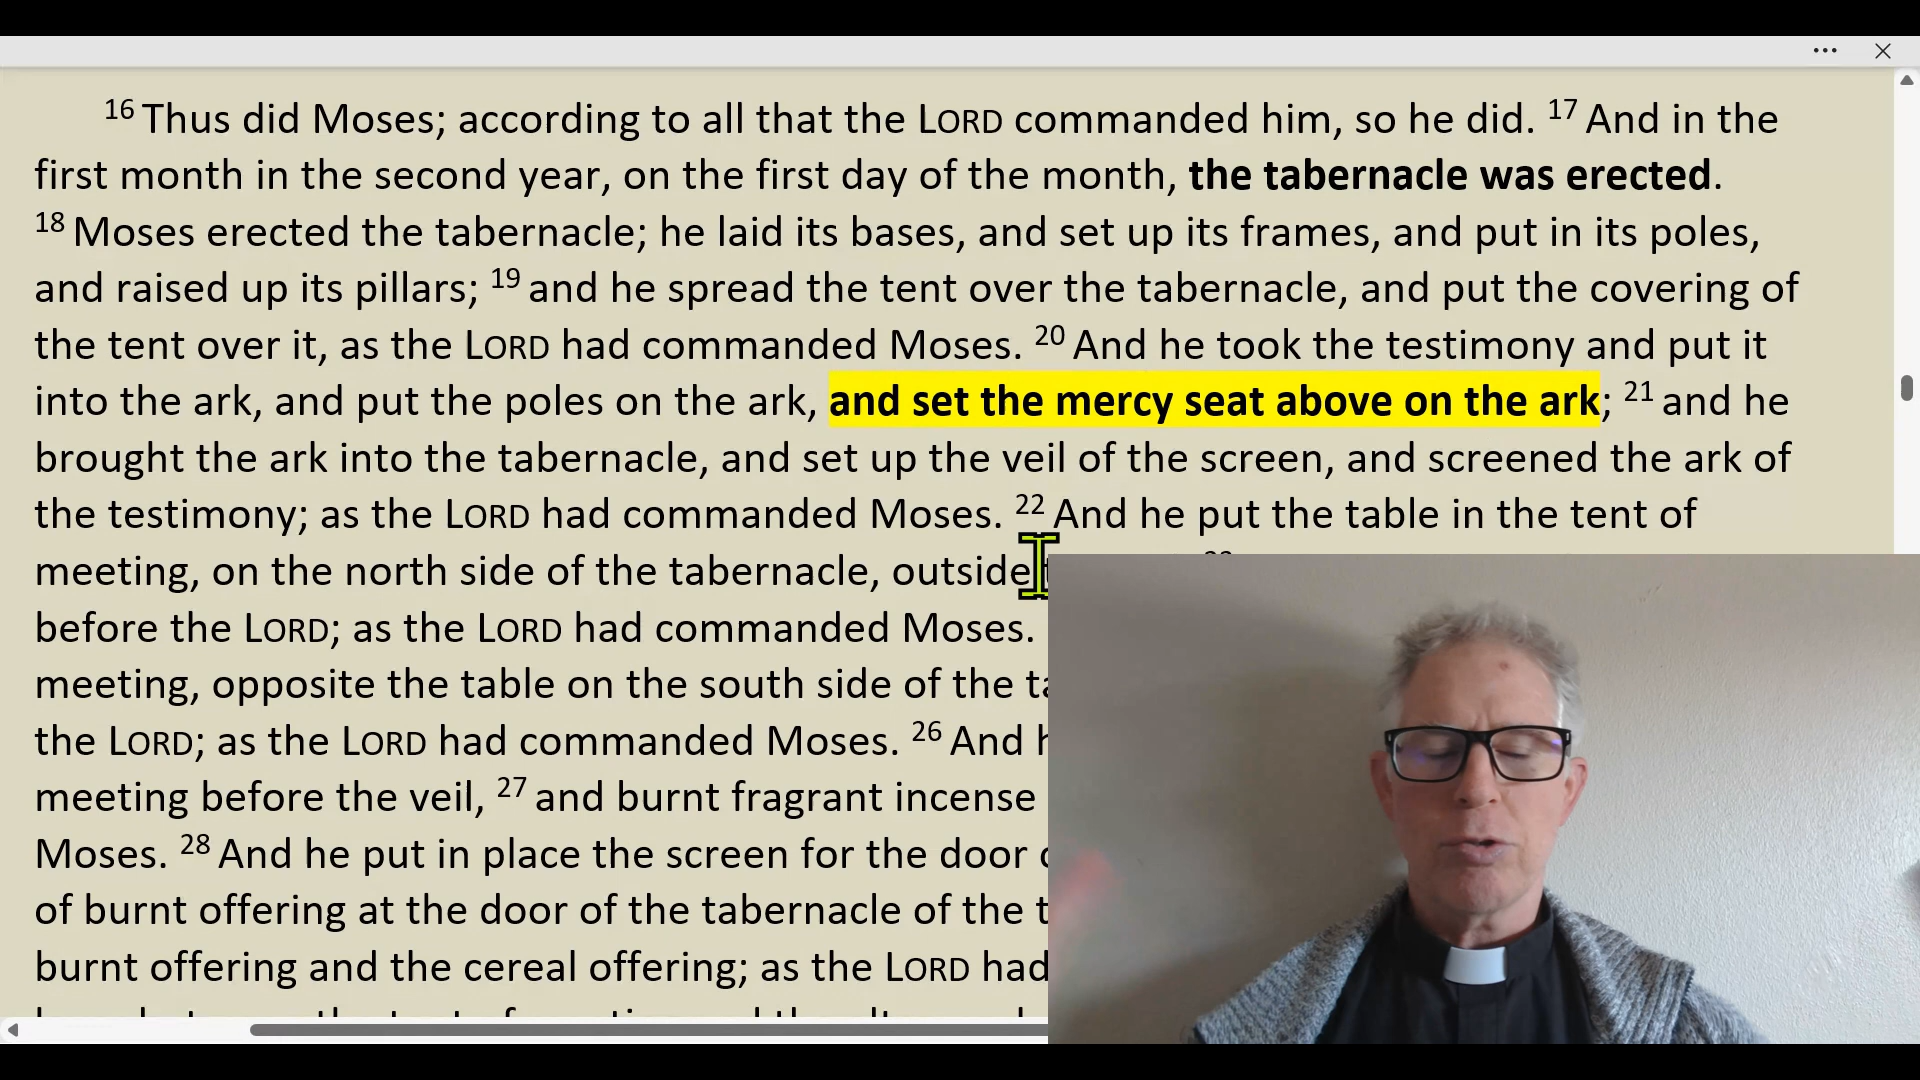 16 Thus did Moses; according to all that the LORD commanded him, so he did. 17 And in the
first month in the second year, on the first day of the month, the tabernacle was erected.
18 Moses erected the tabernacle; he laid its bases, and set up its frames, and put in its poles,
and raised up its pillars; 19 and he spread the tent over the tabernacle, and put the covering of
the tent over it, as the LORD had commanded Moses. 20 And he took the testimony and put it
into the ark, and put the poles on the ark, and set the mercy seat above on the ark; 21 and he
brought the ark into the tabernacle, and set up the veil of the screen, and screened the ark of
the testimony; as the LORD had commanded Moses. 22 And he put the table in the tent of
meeting, on the north side of the tabernacle, outside
before the LORD; as the LORD had commanded Moses.
meeting, opposite the table on the south side of the
the LORD; as the LORD had commanded Moses. 26 And
meeting before the veil, 27 and burnt fragrant incense
Moses. 28 And he put in place the screen for the door
of burnt offering at the door of the tabernacle of the
burnt offering and the cereal offering; as the LORD had